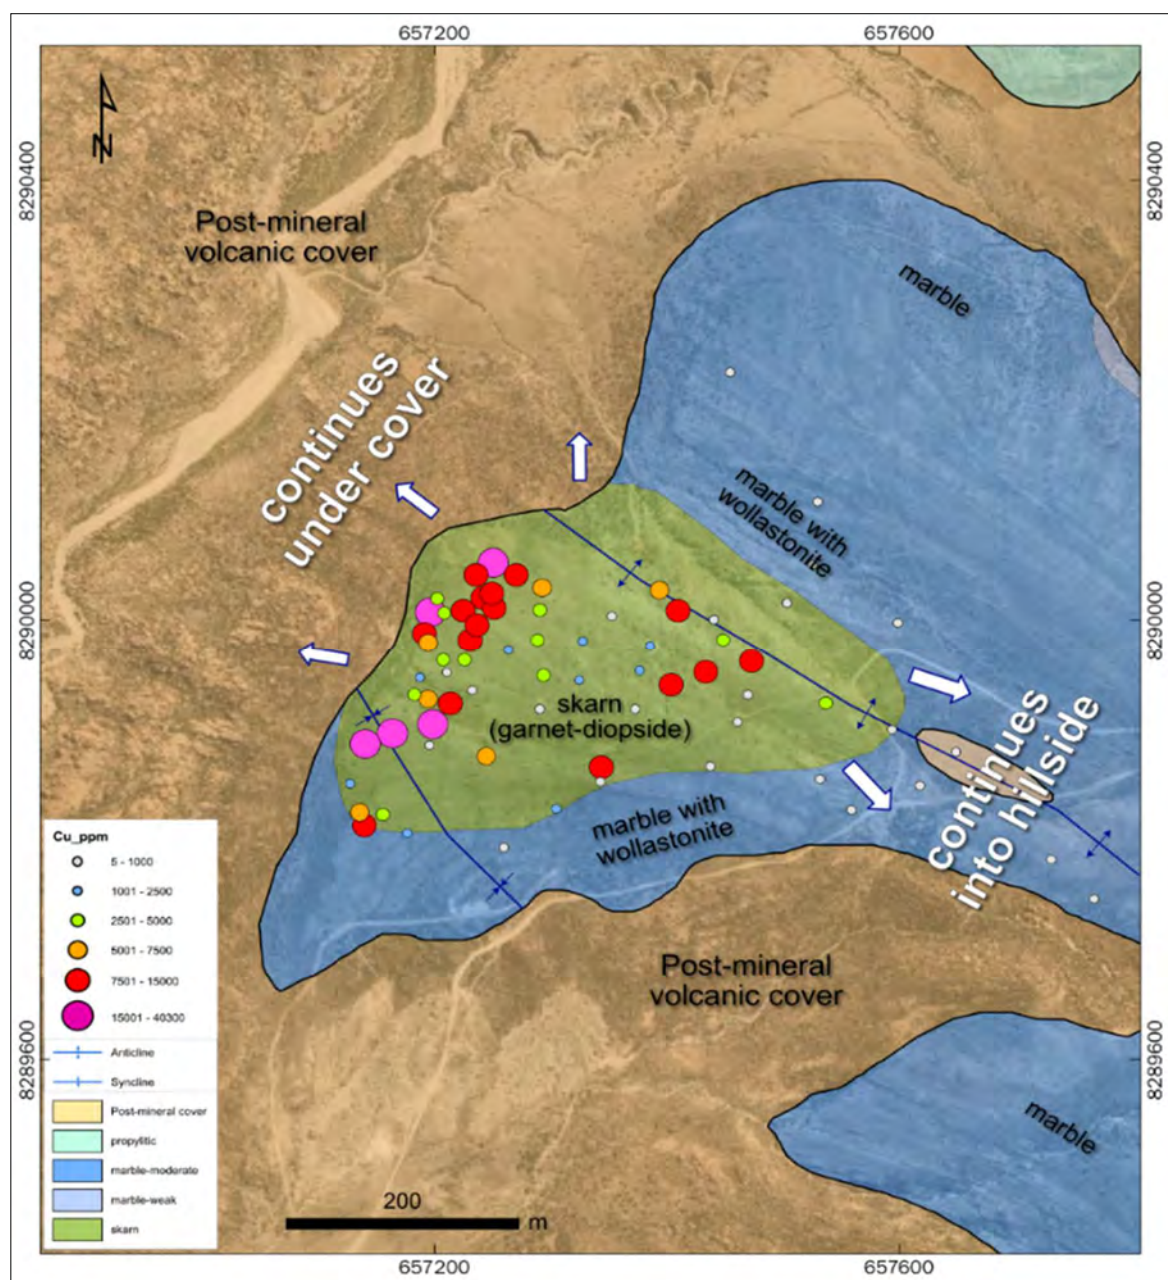 657200
657600
8290400
8290400
N
Post-mineral
volcanic cover
marble
continues
under cover
marble with
wollastonite
8290000
8290000
skarn
(garnet-diopside)
continues
into hillside
marble with
wollastonite
Cu_ppm
5 - 1000
1001 - 2500
2501 - 5000
5001 - 7500
7501 - 15000
15001 - 40300
Anticline
Syncline
Post-mineral cover
propylitic
marble-moderate
marble-weak
skarn
Post-mineral
volcanic cover
8289600
8289600
marble
200
m
657200
657600